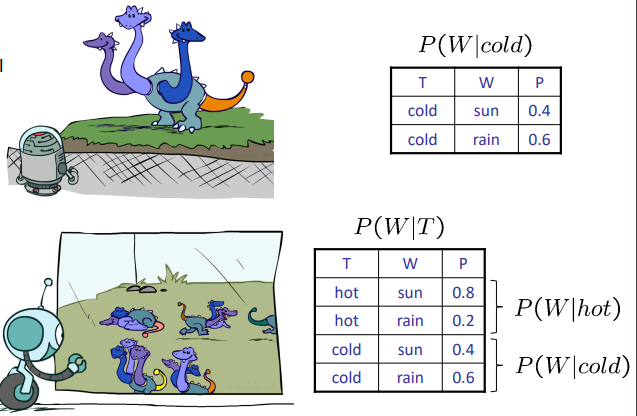 l
P(W|cold)
T W P
cold sun 0.4
cold rain 0.6
P(W|T)
T W P
hot sun 0.8
hot rain 0.2
cold sun 0.4
cold rain 0.6
P(W|hot)
P(W|cold)